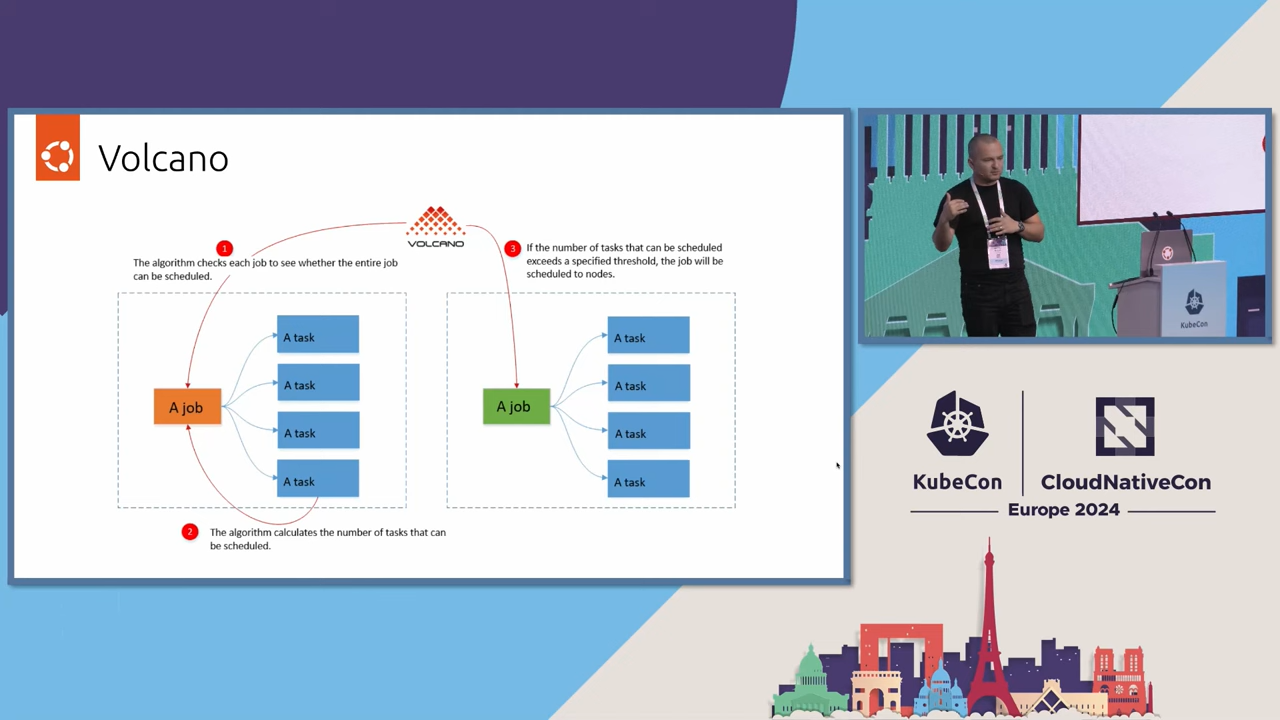 Volcano
VOLCANO
1
The algorithm checks each job to see whether the entire job
can be scheduled.
3
If the number of tasks that can be scheduled
exceeds a specified threshold, the job will be
scheduled to nodes.
A task
A task
A task
A task
A job
A task
A task
A task
A task
A job
2
The algorithm calculates the number of tasks that can
be scheduled.
KubeCon
KubeCon
CloudNativeCon
Europe 2024